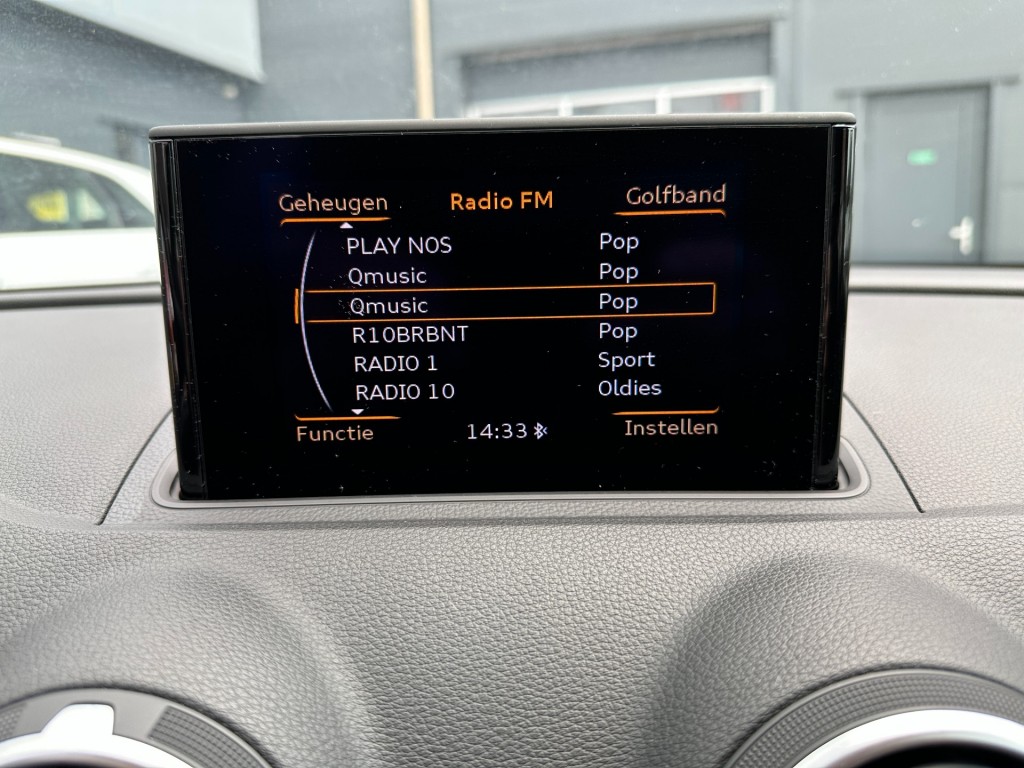 Geheugen Radio FM Golfband
PLAY NOS Pop
Qmusic Pop
Qmusic Pop
R10BRBNT Pop
RADIO 1 Sport
RADIO 10 Oldies
Functie 14:33 Instellen